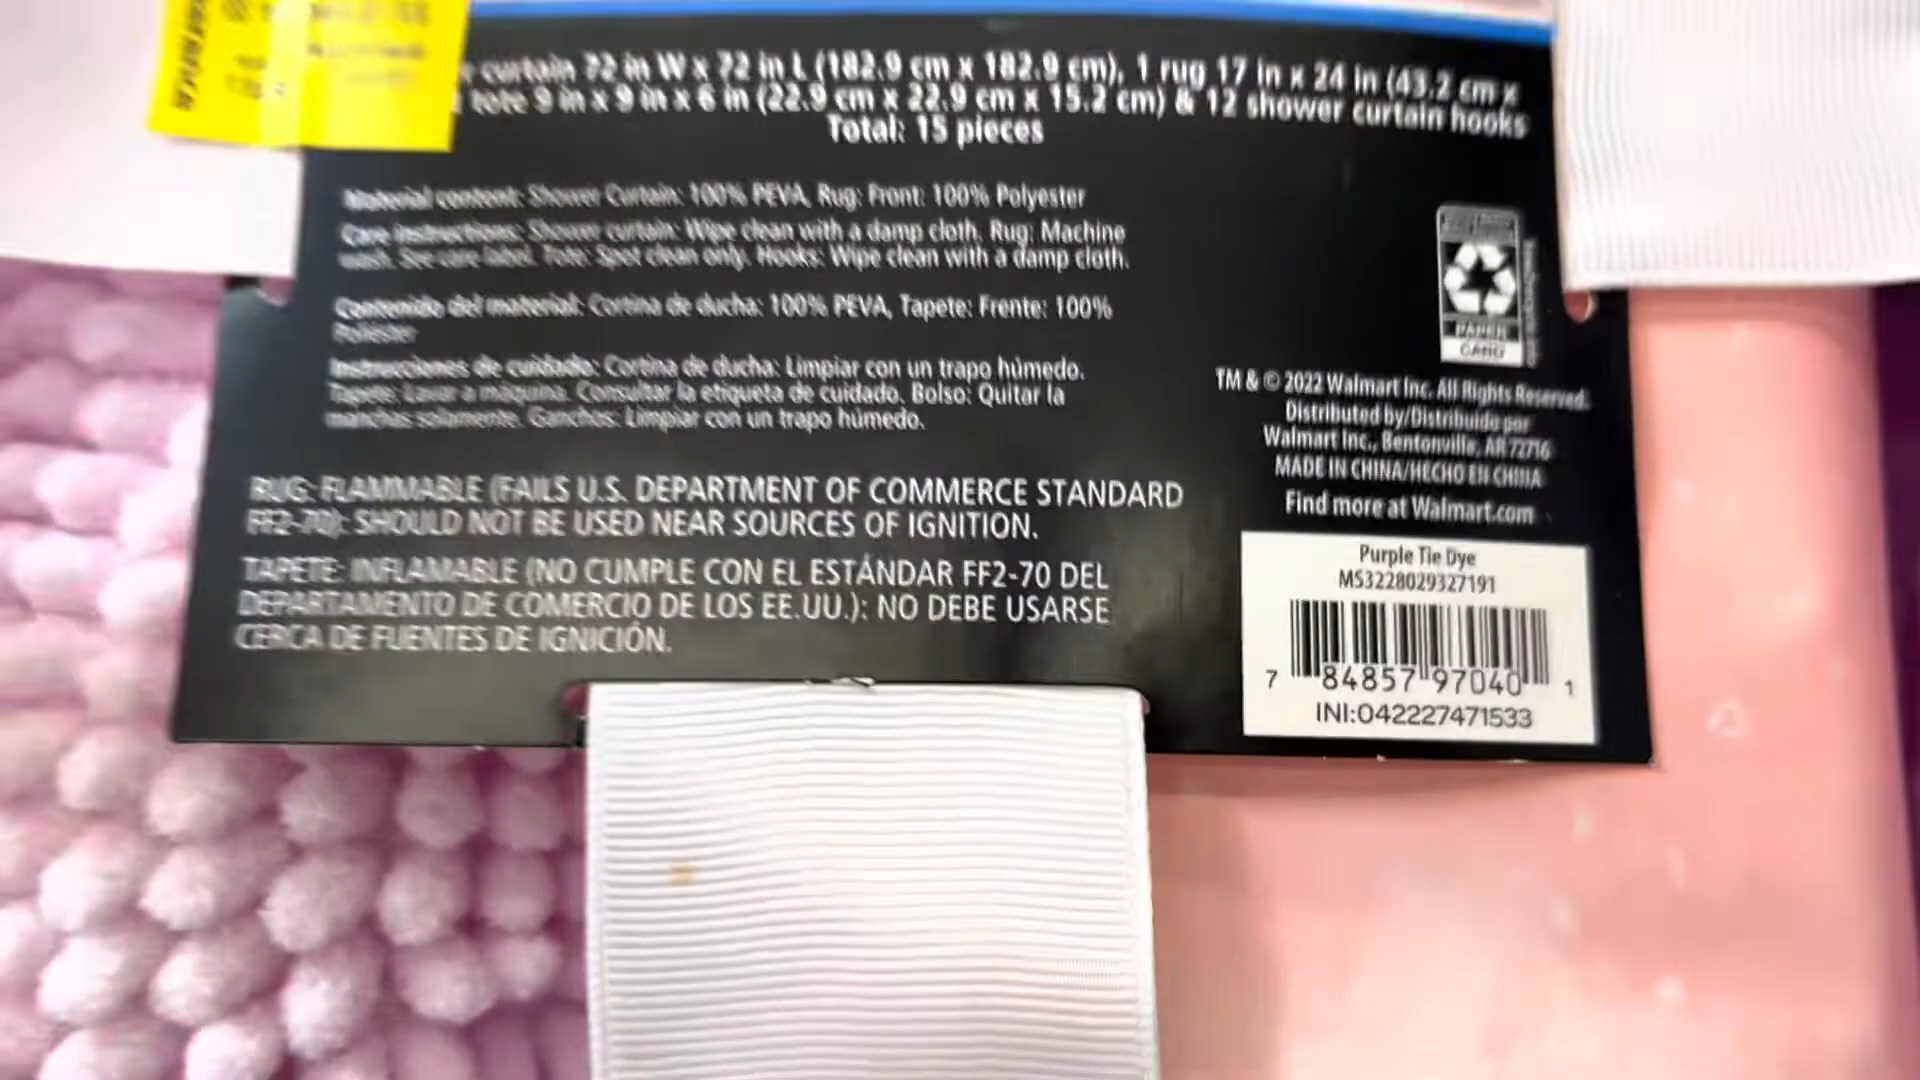 curtain 72 in W x 72 in L (182.9 cm x 182.9 cm), 1 rug 17 in x 24 in (43.2 cm x
tote 9 in x 9 in x 6 in (22.9 cm x 22.9 cm x 15.2 cm) & 12 shower curtain hooks
Total: 15 pieces
Material content: Shower Curtain: 100% PEVA, Rug: Front: 100% Polyester
Care instructions: Shower curtain: Wipe clean with a damp cloth. Rug: Machine
wash. See care label. Tote: Spot clean only. Hooks: Wipe clean with a damp cloth.
Contenido del material: Cortina de ducha: 100% PEVA, Tapete: Frente: 100%
Poliéster
Instrucciones de cuidado: Cortina de ducha: Limpiar con un trapo húmedo.
Tapete: Lavar a máquina. Consultar la etiqueta de cuidado. Bolso: Quitar la
manchas solamente. Ganchos: Limpiar con un trapo húmedo.
RUG: FLAMMABLE (FAILS U.S. DEPARTMENT OF COMMERCE STANDARD
FF2-70): SHOULD NOT BE USED NEAR SOURCES OF IGNITION.
TAPETE: INFLAMABLE (NO CUMPLE CON EL ESTÁNDAR FF2-70 DEL
DEPARTAMENTO DE COMERCIO DE LOS EE.UU.): NO DEBE USARSE
CERCA DE FUENTES DE IGNICIÓN.
PAPER
CARD
TM & © 2022 Walmart Inc. All Rights Reserved.
Distributed by/Distribuido por
Walmart Inc., Bentonville, AR 72716
MADE IN CHINA/HECHO EN CHINA
Find more at Walmart.com
Purple Tie Dye
MS3228029327191
7 84857 97040 1
INI:042227471533